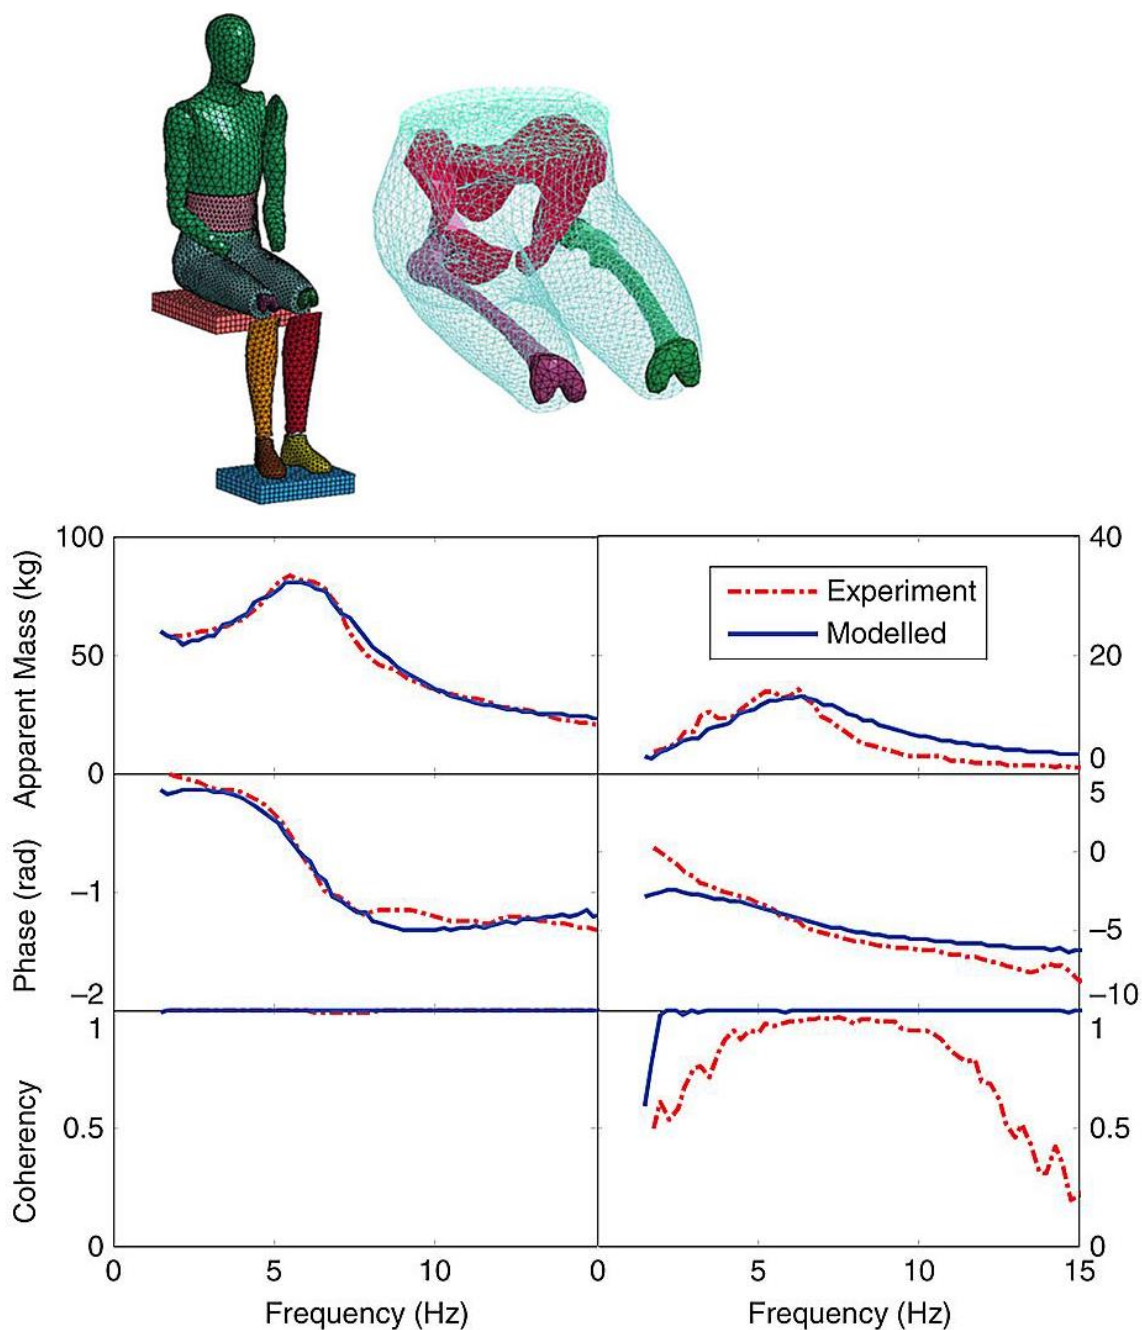 100
50
0
Apparent Mass (kg)
40
20
0
Experiment
Modelled
−1
−2
Phase (rad)
5
0
−5
−10
1
0.5
0
Coherency
1
0.5
0
0 5 10 0 5 10 15
Frequency (Hz) Frequency (Hz)